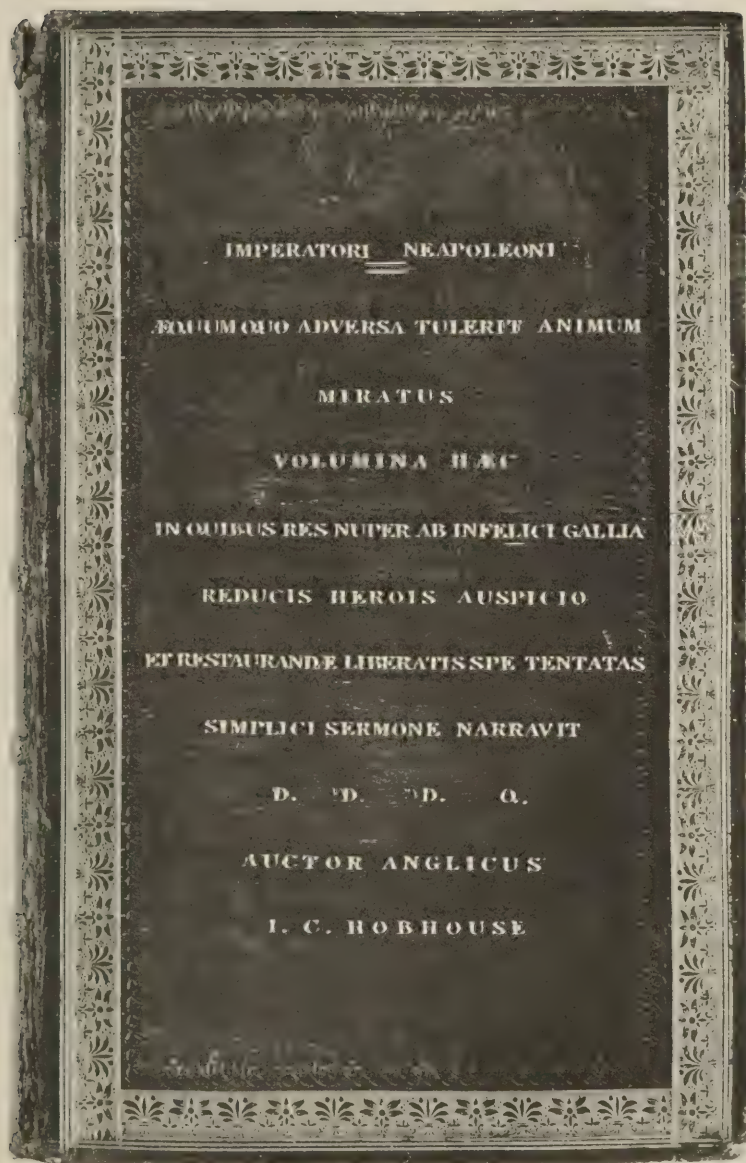 IMPERATORI NEAPOLEONI
ÆQUUM QUO ADVERSA TULERIT ANIMUM
MIRATUS
VOLUMINA HÆC
IN QUIBUS RES NUPER AB INFELICI GALLIA
REDUCIS HEROIS AUSPICIO
ET RESTAURANDÆ LIBERATIS SPE TENTATAS
SIMPLICI SERMONE NARRAVIT
D. D. D. Q.
AUCTOR ANGLICUS
I. C. HOBHOUSE